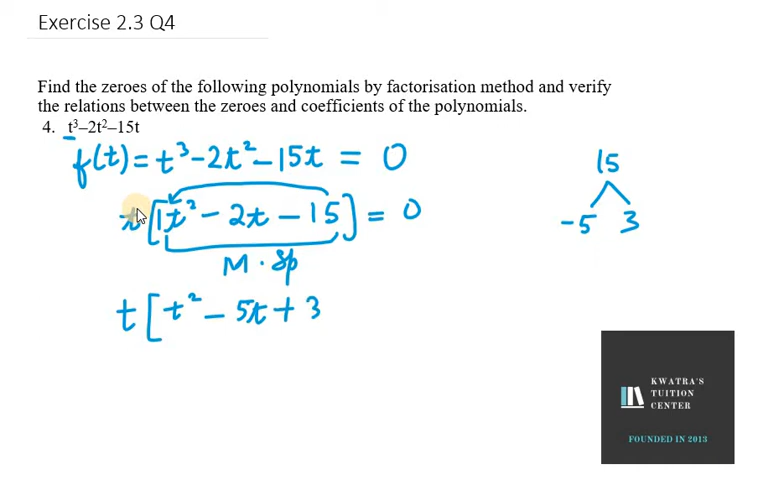 Exercise 2.3 Q4
Find the zeroes of the following polynomials by factorisation method and verify
the relations between the zeroes and coefficients of the polynomials.
4. t³–2t²–15t
f(t) = t³ - 2t² - 15t = 0
t[1t² - 2t - 15] = 0
M. Sp
t[t² - 5t + 3
15
-5 3
KWATRA'S
TUITION
CENTER
FOUNDED IN 2013